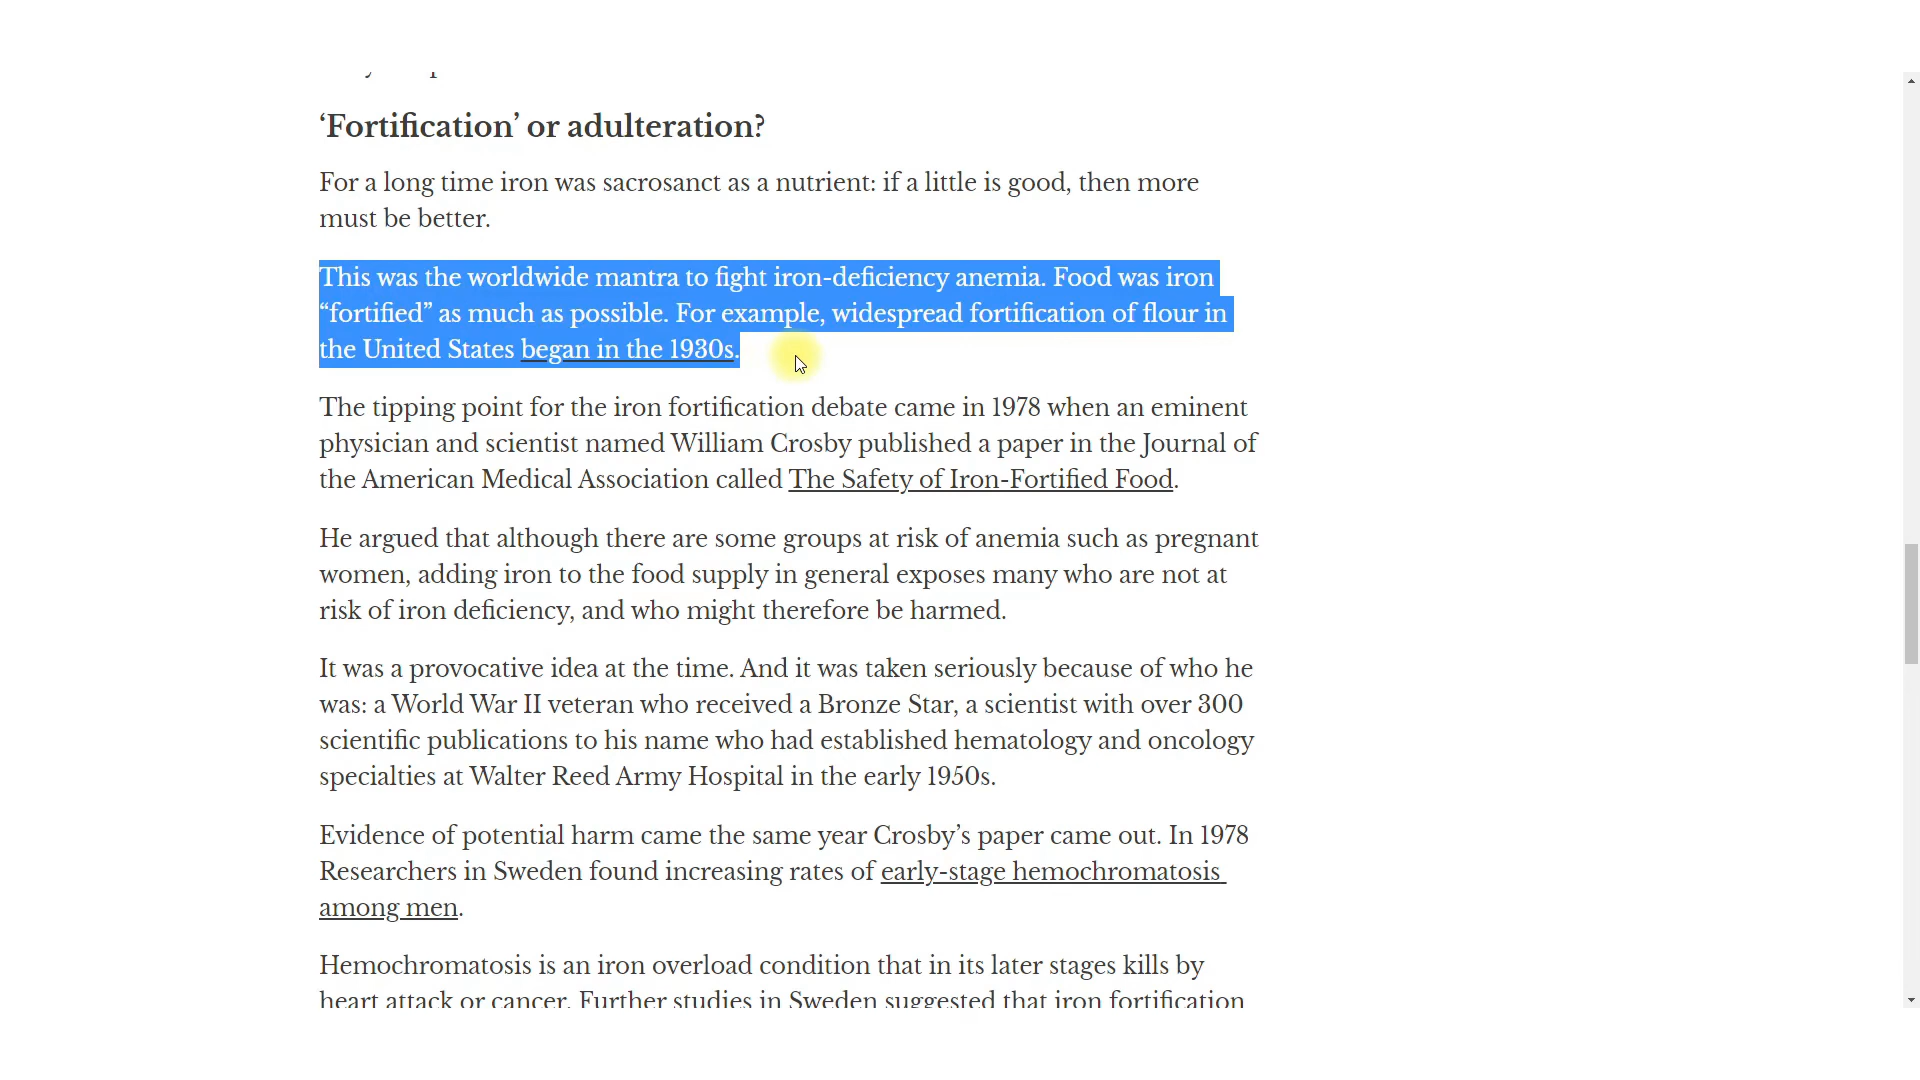 ‘Fortification’ or adulteration?
For a long time iron was sacrosanct as a nutrient: if a little is good, then more
must be better.
This was the worldwide mantra to fight iron-deficiency anemia. Food was iron
“fortified” as much as possible. For example, widespread fortification of flour in
the United States began in the 1930s.
The tipping point for the iron fortification debate came in 1978 when an eminent
physician and scientist named William Crosby published a paper in the Journal of
the American Medical Association called The Safety of Iron-Fortified Food.
He argued that although there are some groups at risk of anemia such as pregnant
women, adding iron to the food supply in general exposes many who are not at
risk of iron deficiency, and who might therefore be harmed.
It was a provocative idea at the time. And it was taken seriously because of who he
was: a World War II veteran who received a Bronze Star, a scientist with over 300
scientific publications to his name who had established hematology and oncology
specialties at Walter Reed Army Hospital in the early 1950s.
Evidence of potential harm came the same year Crosby’s paper came out. In 1978
Researchers in Sweden found increasing rates of early-stage hemochromatosis
among men.
Hemochromatosis is an iron overload condition that in its later stages kills by
heart attack or cancer. Further studies in Sweden suggested that iron fortification